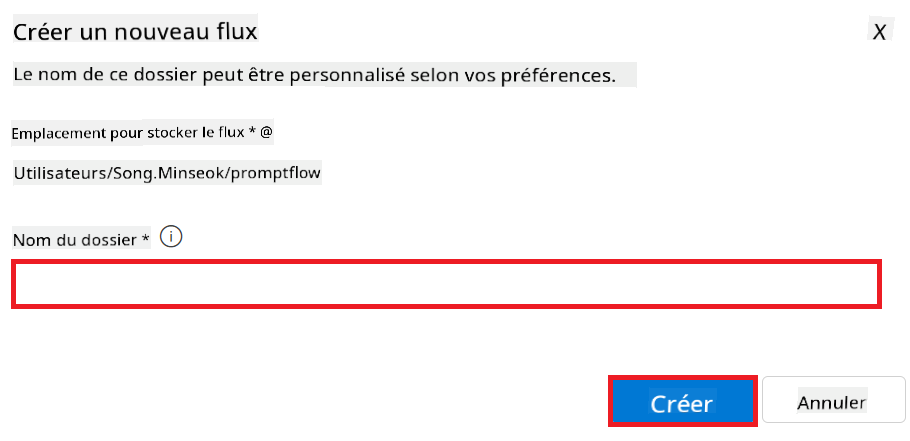 Créer un nouveau flux
X
Le nom de ce dossier peut être personnalisé selon vos préférences.
Emplacement pour stocker le flux * @
Utilisateurs/Song.Minseok/promptflow
Nom du dossier * i
Créer
Annuler